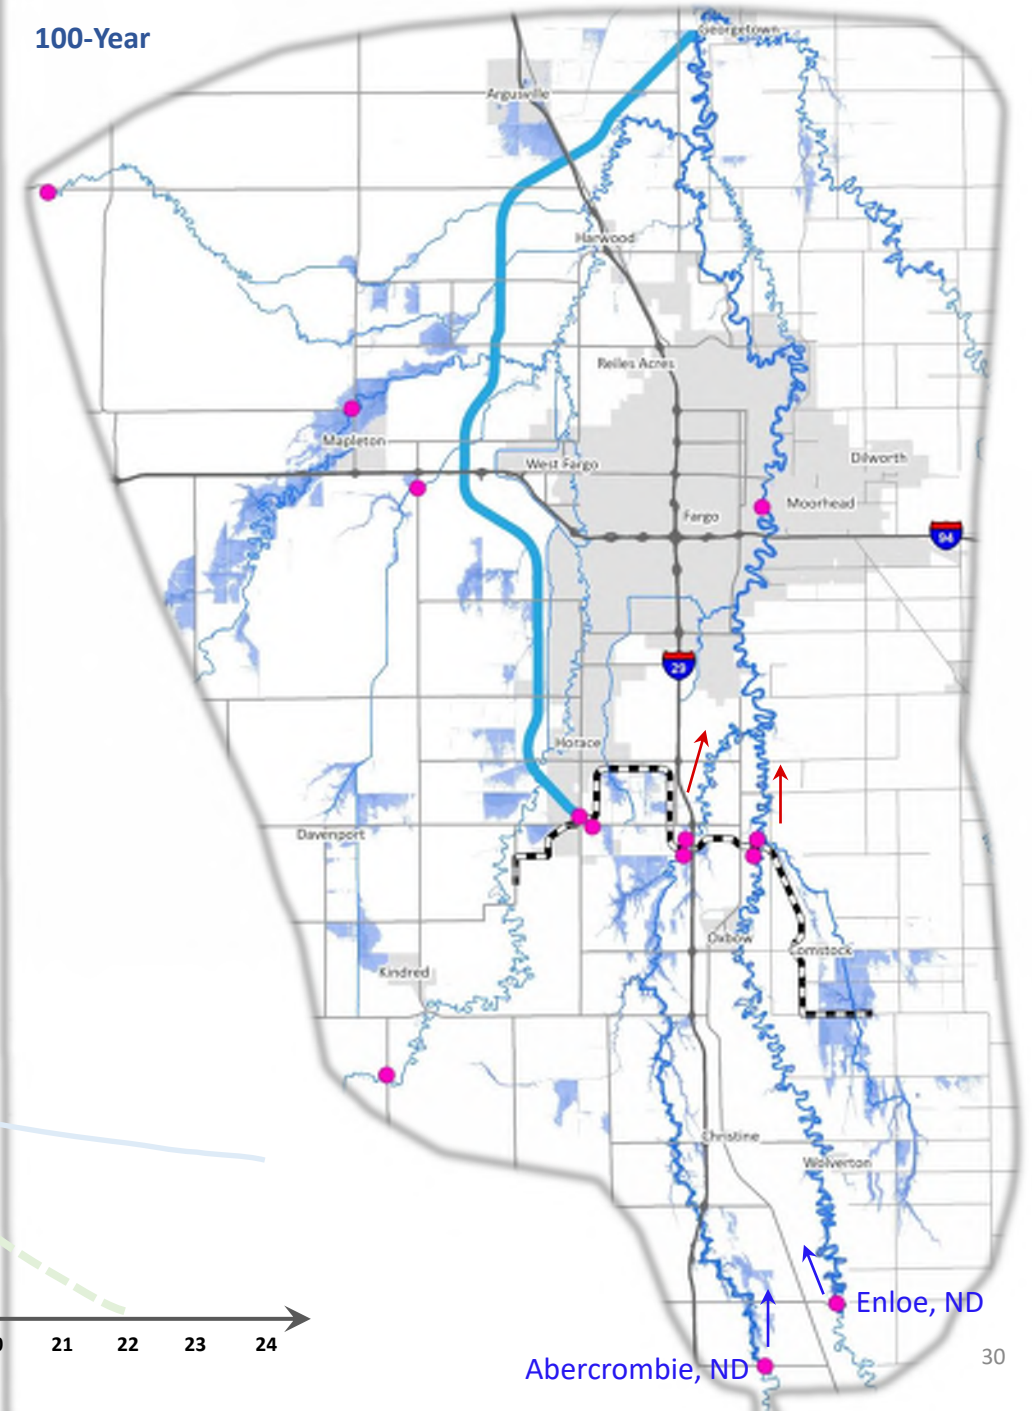 100-Year
Georgetown
Argusville
Harwood
Reiles Acres
Mapleton
West Fargo
Dilworth
Moorhead
Fargo
94
29
Horace
Davenport
Oxbow
Comstock
Kindred
Christine
Wolverton
Enloe, ND
Abercrombie, ND
21 22 23 24
30